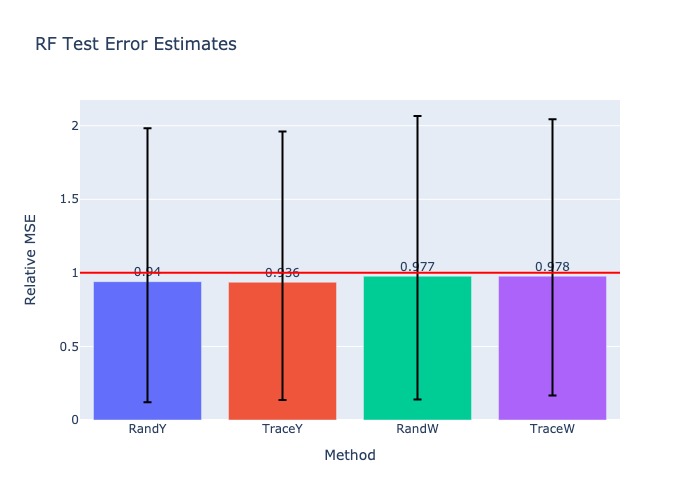 RF Test Error Estimates
Relative MSE
2
1.5
1
0.5
0
0.94
0.936
0.977
0.978
RandY
TraceY
RandW
TraceW
Method